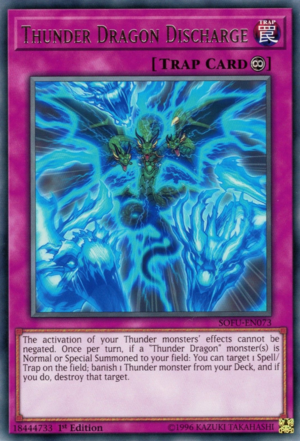 THUNDER DRAGON DISCHARGE
TRAP
罠
[TRAP CARD∞]
SOFU-EN073
The activation of your Thunder monsters' effects cannot be
negated. Once per turn, if a "Thunder Dragon" monster(s) is
Normal or Special Summoned to your field: You can target 1 Spell/
Trap on the field; banish 1 Thunder monster from your Deck, and if
you do, destroy that target.
18444733
1st Edition
©1996 KAZUKI TAKAHASHI